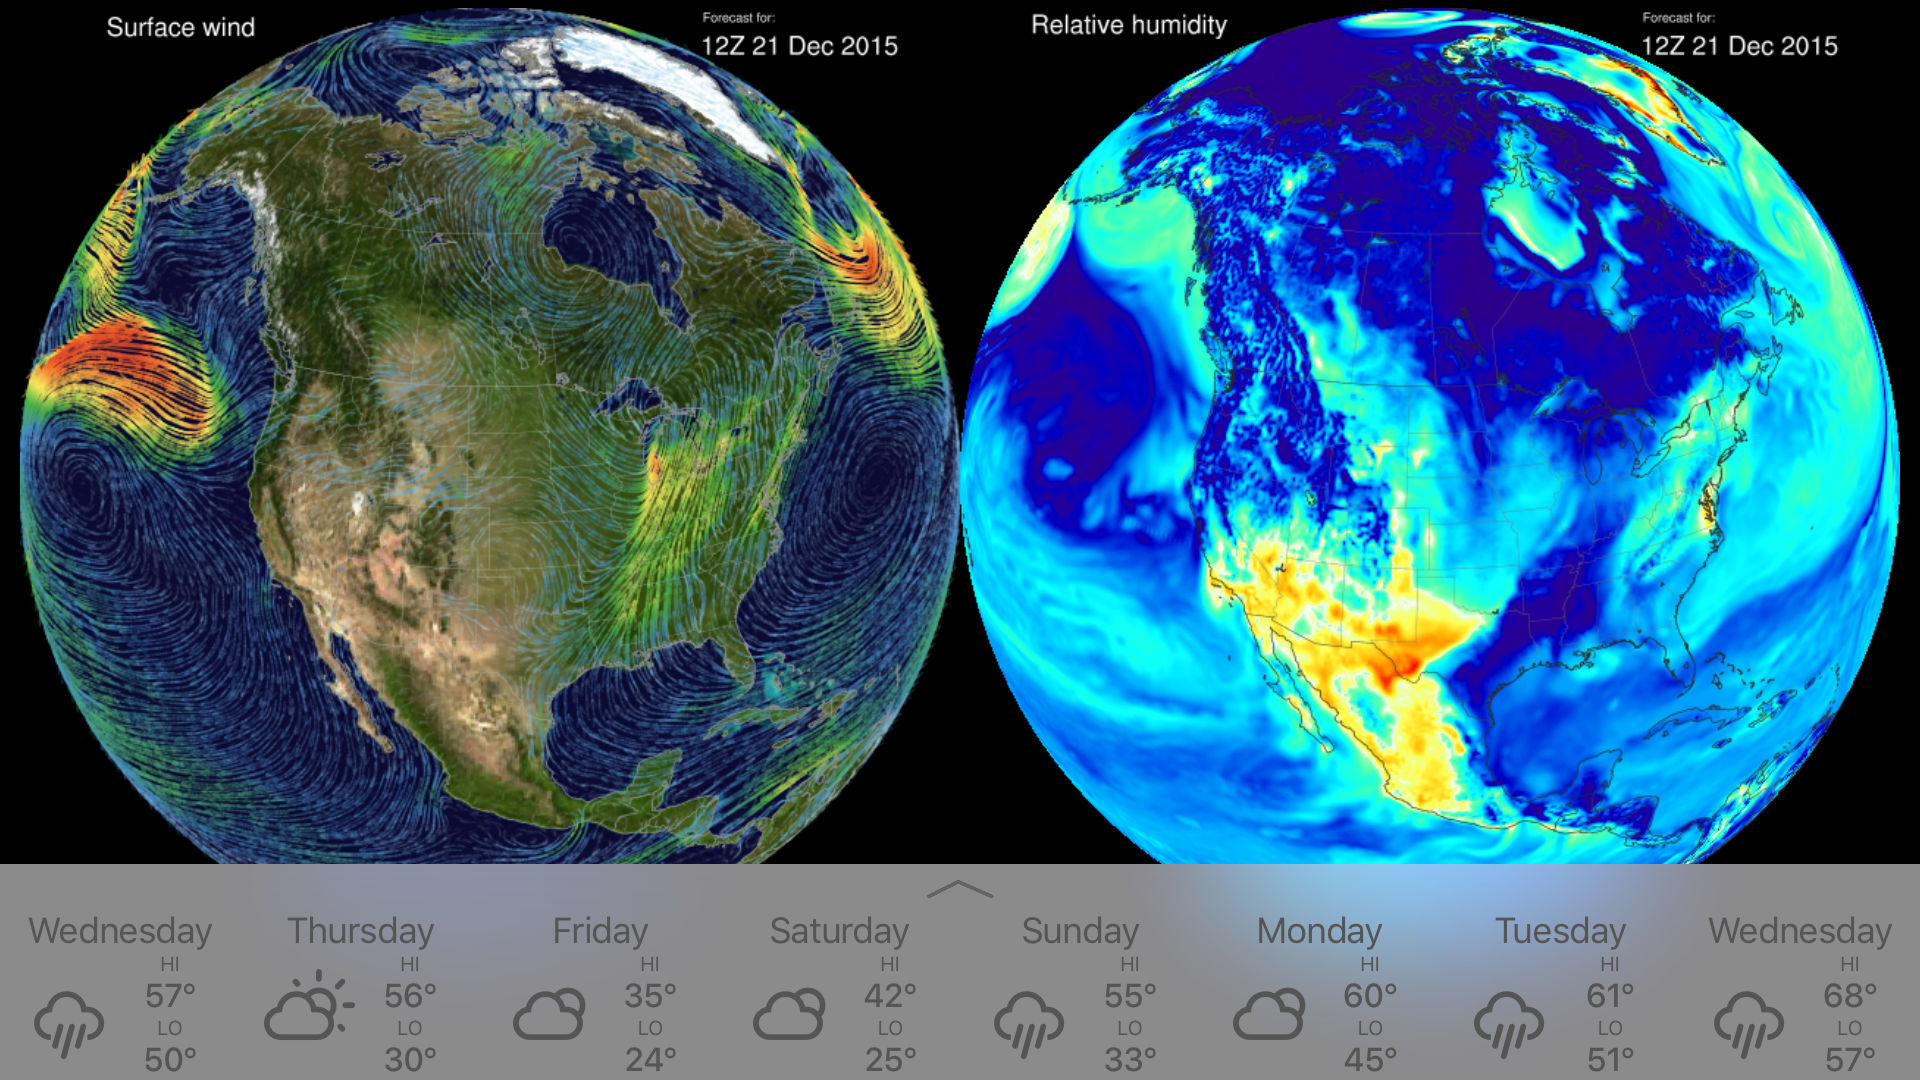 Surface wind
Forecast for:
12Z 21 Dec 2015
Relative humidity
Forecast for:
12Z 21 Dec 2015
Wednesday
HI
57°
LO
50°
Thursday
HI
56°
LO
30°
Friday
HI
35°
LO
24°
Saturday
HI
42°
LO
25°
Sunday
HI
55°
LO
33°
Monday
HI
60°
LO
45°
Tuesday
HI
61°
LO
51°
Wednesday
HI
68°
LO
57°